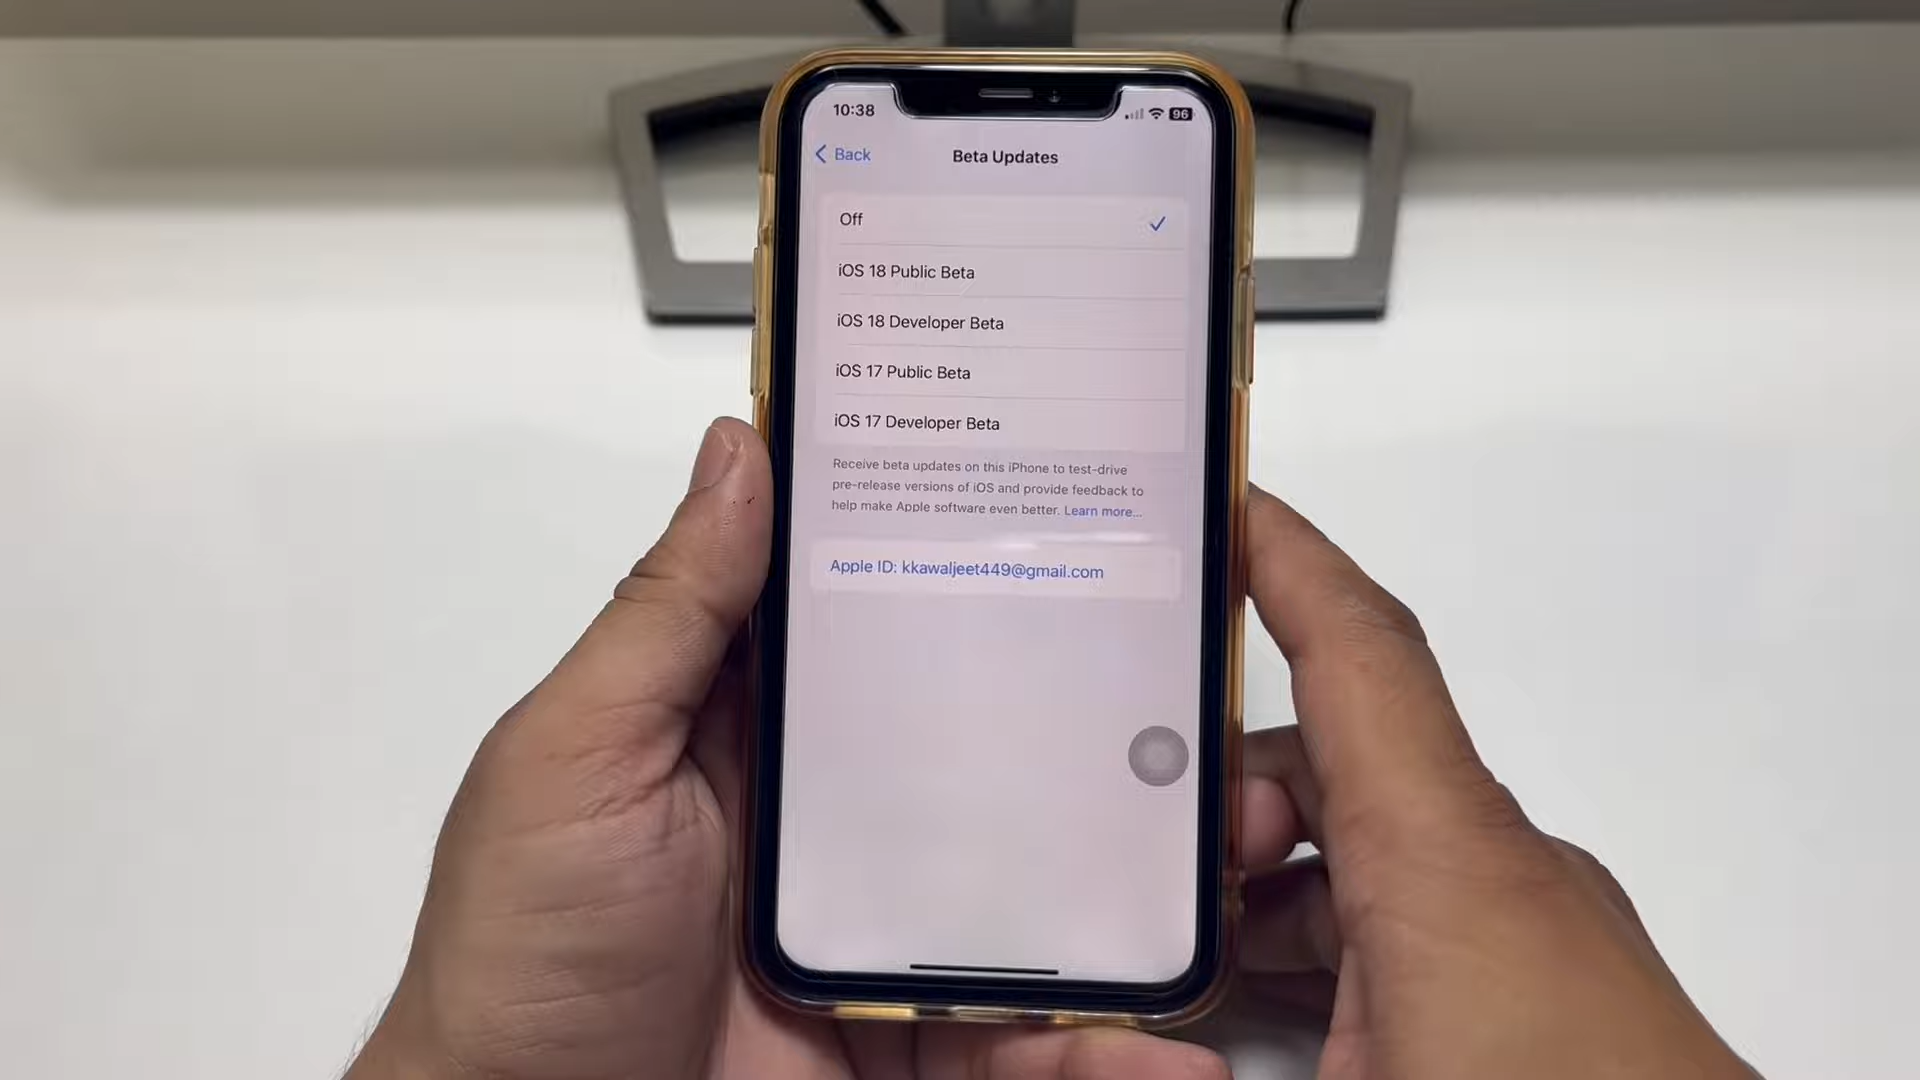 10:38
96
Back
Beta Updates
Off
iOS 18 Public Beta
iOS 18 Developer Beta
iOS 17 Public Beta
iOS 17 Developer Beta
Receive beta updates on this iPhone to test-drive
pre-release versions of iOS and provide feedback to
help make Apple software even better. Learn more...
Apple ID: kkawaljeet449@gmail.com